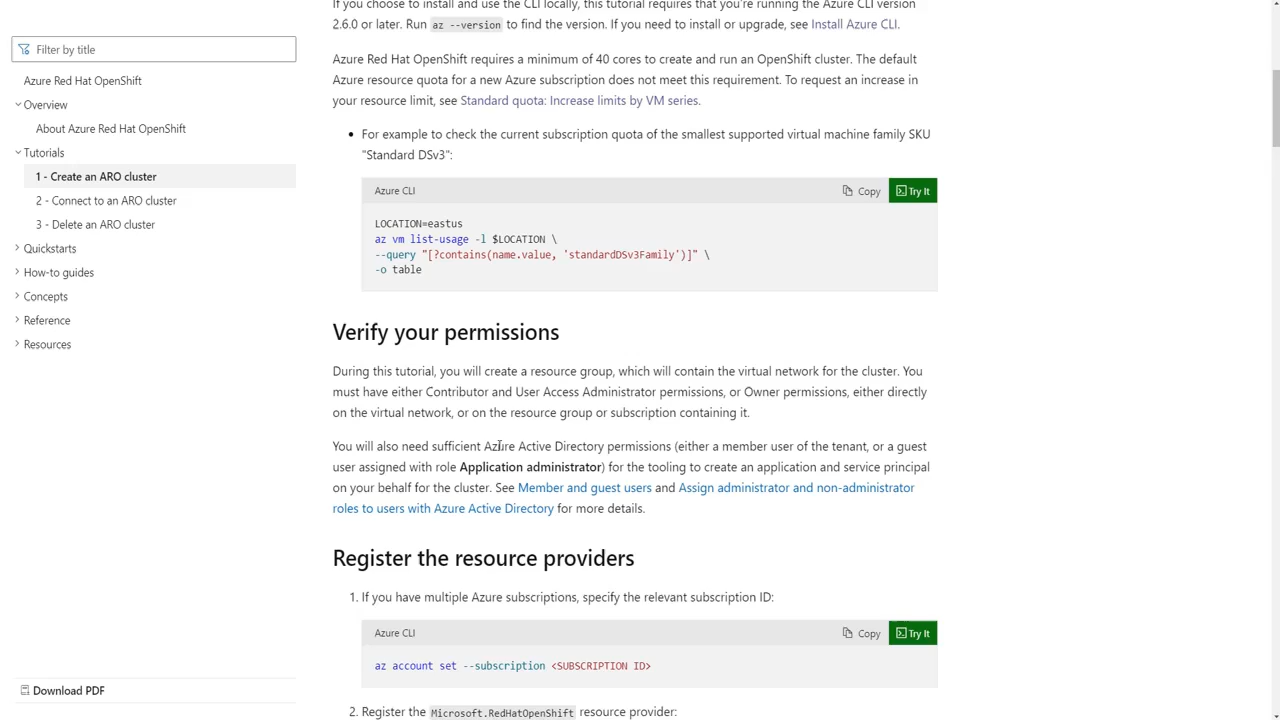 If you choose to install and use the CLI locally, this tutorial requires that you're running the Azure CLI version
2.6.0 or later. Run az --version to find the version. If you need to install or upgrade, see Install Azure CLI.
Filter by title
Azure Red Hat OpenShift
Overview
About Azure Red Hat OpenShift
Tutorials
1 - Create an ARO cluster
2 - Connect to an ARO cluster
3 - Delete an ARO cluster
Quickstarts
How-to guides
Concepts
Reference
Resources
Download PDF
Azure Red Hat OpenShift requires a minimum of 40 cores to create and run an OpenShift cluster. The default
Azure resource quota for a new Azure subscription does not meet this requirement. To request an increase in
your resource limit, see Standard quota: Increase limits by VM series.
• For example to check the current subscription quota of the smallest supported virtual machine family SKU
"Standard DSv3":
Azure CLI Copy Try It
LOCATION=eastus
az vm list-usage -l $LOCATION \
--query "[?contains(name.value, 'standardDSv3Family')]" \
-o table
Verify your permissions
During this tutorial, you will create a resource group, which will contain the virtual network for the cluster. You
must have either Contributor and User Access Administrator permissions, or Owner permissions, either directly
on the virtual network, or on the resource group or subscription containing it.
You will also need sufficient Azure Active Directory permissions (either a member user of the tenant, or a guest
user assigned with role Application administrator) for the tooling to create an application and service principal
on your behalf for the cluster. See Member and guest users and Assign administrator and non-administrator
roles to users with Azure Active Directory for more details.
Register the resource providers
1. If you have multiple Azure subscriptions, specify the relevant subscription ID:
Azure CLI Copy Try It
az account set --subscription <SUBSCRIPTION ID>
2. Register the Microsoft.RedHatOpenShift resource provider: